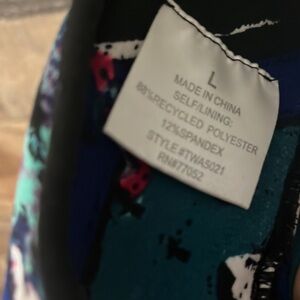 L
MADE IN CHINA
SELF/LINING:
88%RECYCLED POLYESTER
12%SPANDEX
STYLE #TWA5021
RN#77052